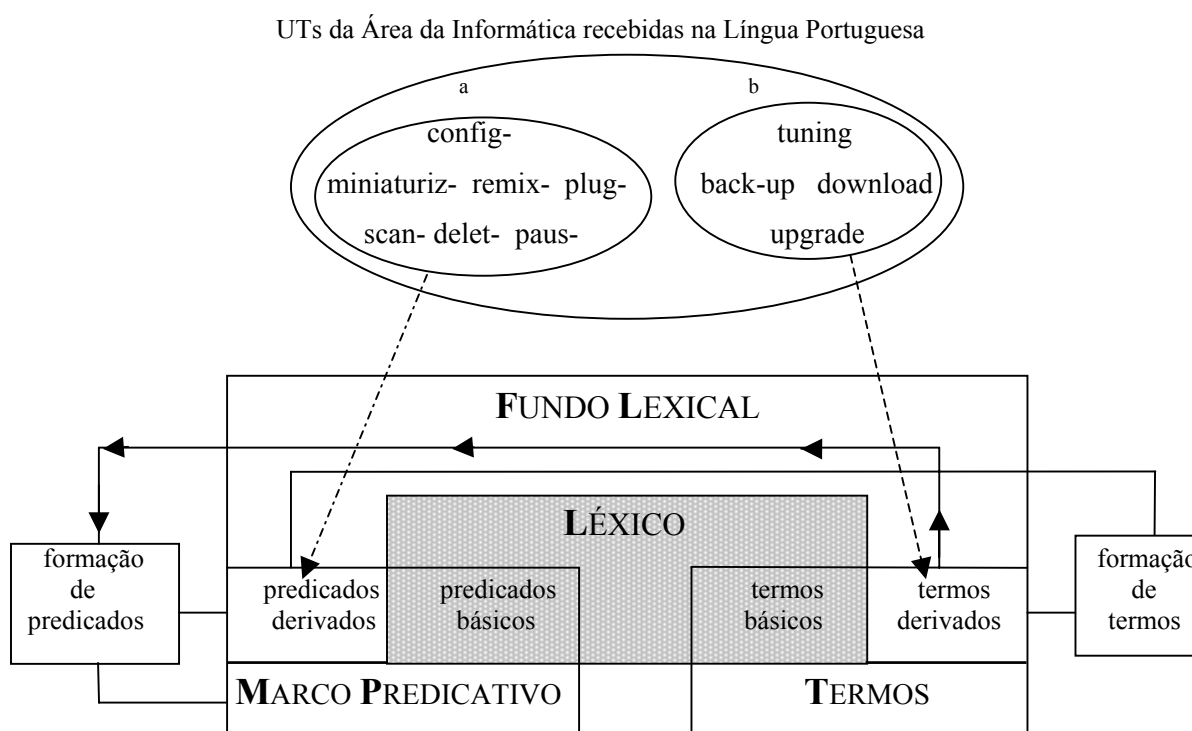 UTs da Área da Informática recebidas na Língua Portuguesa
a
b
config-
miniaturiz- remix- plug-
scan- delet- paus-
tuning
back-up download
upgrade
FUNDO LEXICAL
LÉXICO
formação
de
predicados
predicados
derivados
predicados
básicos
termos
básicos
termos
derivados
formação
de
termos
MARCO PREDICATIVO
TERMOS